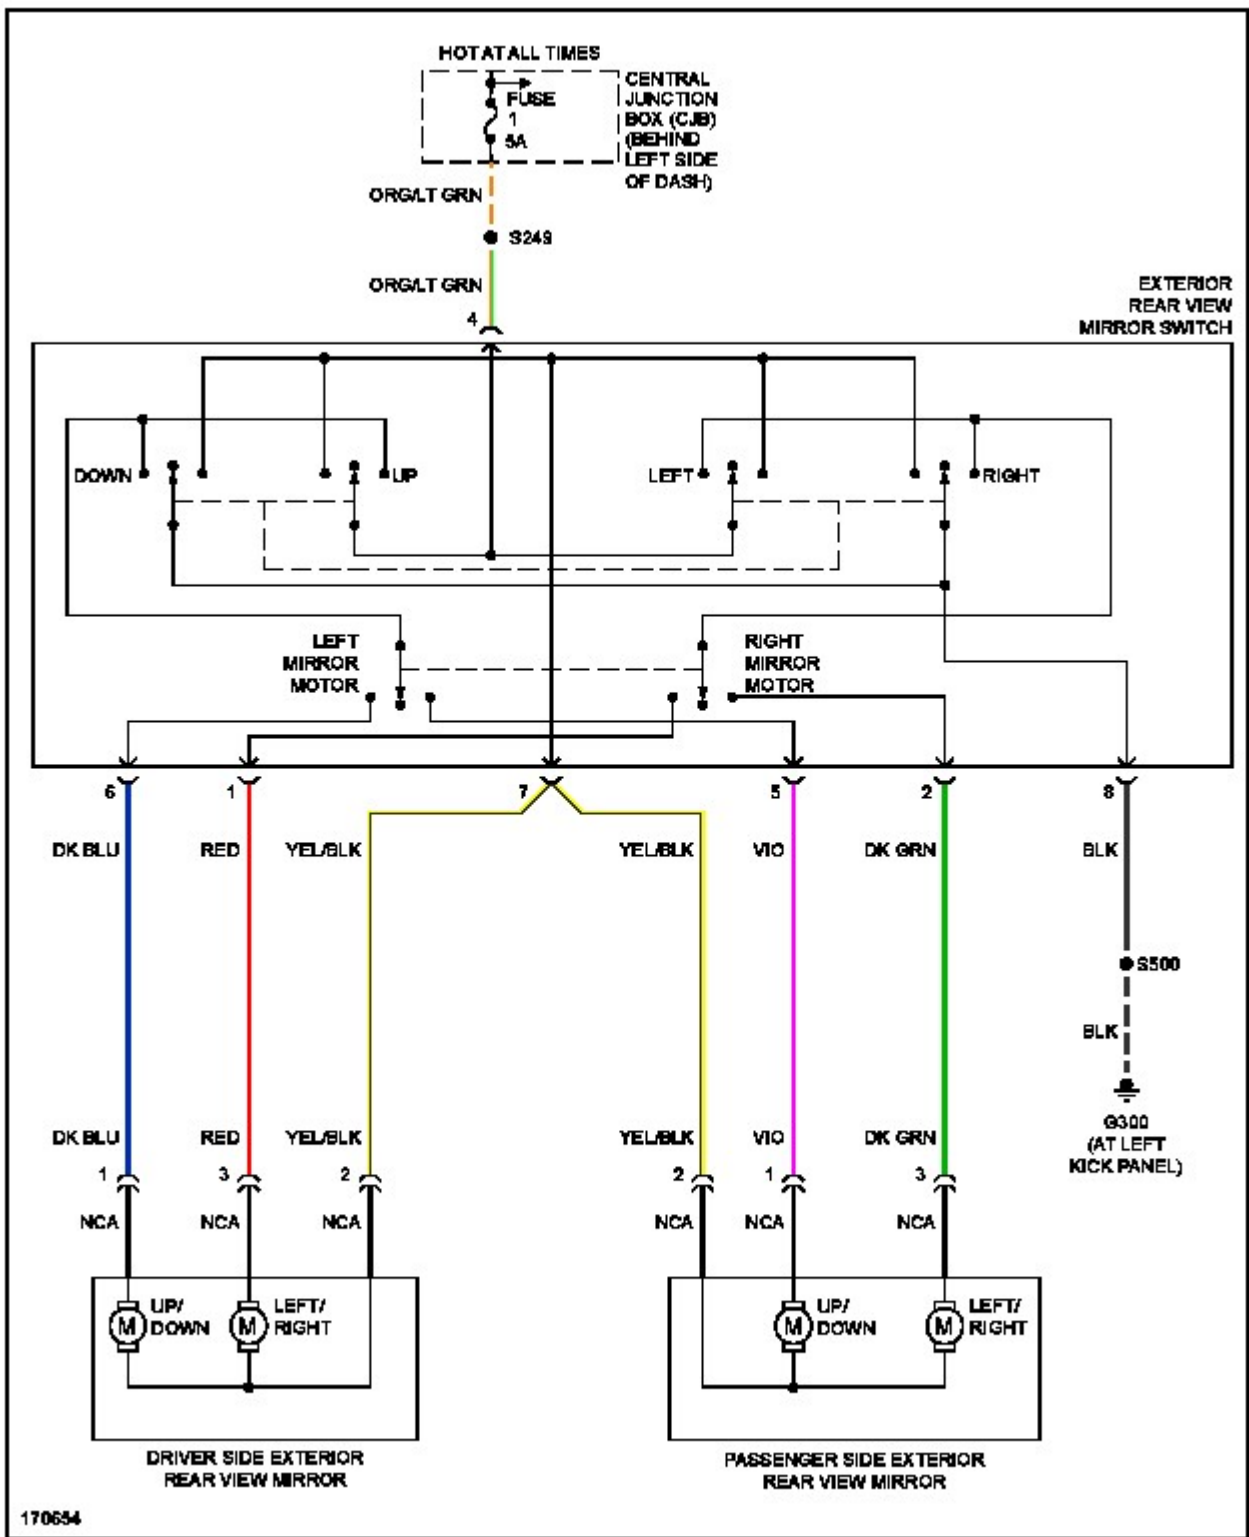 HOT AT ALL TIMES
CENTRAL
JUNCTION
BOX (CJB)
(BEHIND
LEFT SIDE
OF DASH)
FUSE
1
5A
ORG/LT GRN
S249
ORG/LT GRN
4
EXTERIOR
REAR VIEW
MIRROR SWITCH
DOWN
UP
LEFT
RIGHT
LEFT
MIRROR
MOTOR
RIGHT
MIRROR
MOTOR
6 1 7 5 2 8
DK BLU RED YEL/BLK YEL/BLK VIO DK GRN BLK
S500
BLK
G300
(AT LEFT
KICK PANEL)
DK BLU RED YEL/BLK YEL/BLK VIO DK GRN
1 3 2 2 1 3
NCA NCA NCA NCA NCA NCA
M UP/
DOWN
M LEFT/
RIGHT
M UP/
DOWN
M LEFT/
RIGHT
DRIVER SIDE EXTERIOR
REAR VIEW MIRROR
PASSENGER SIDE EXTERIOR
REAR VIEW MIRROR
170654